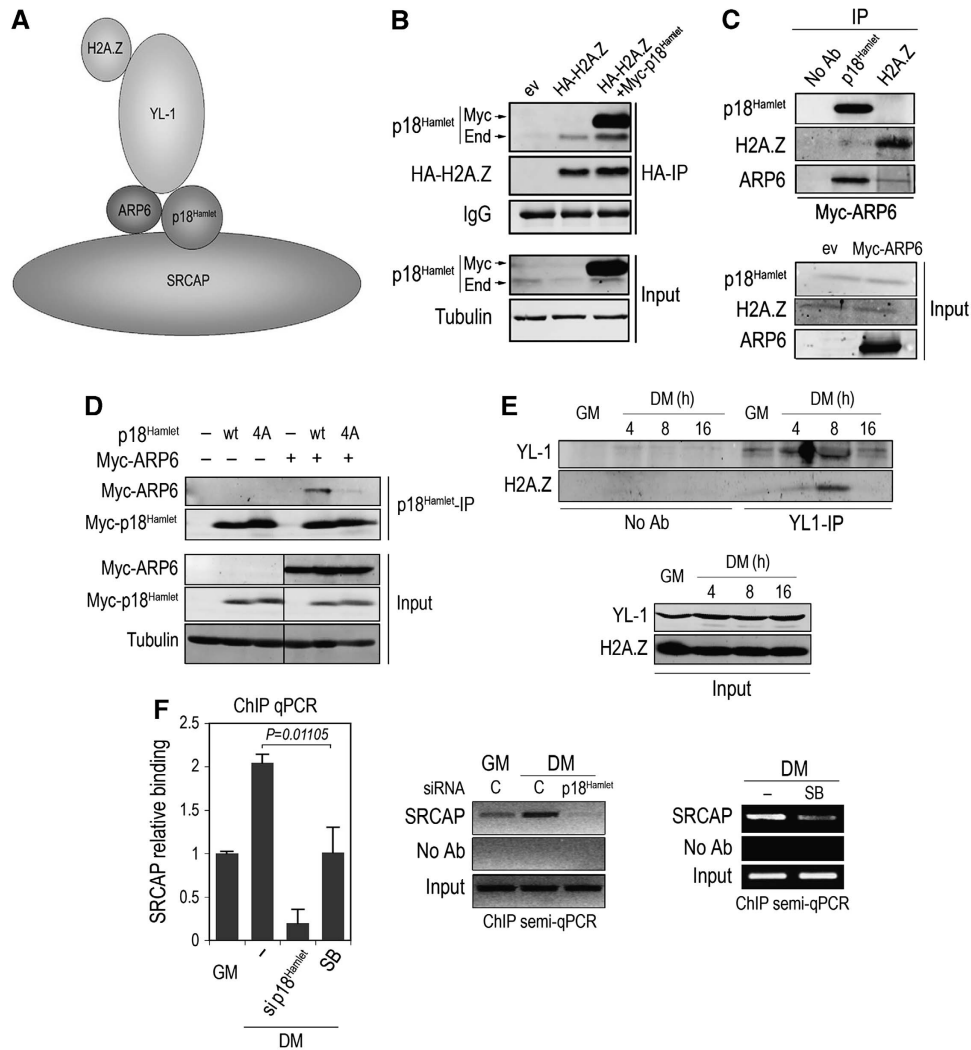 A
H2A.Z
YL-1
ARP6
p18Hamlet
SRCAP
B
ev
HA-H2A.Z
HA-H2A.Z
+Myc-p18Hamlet
p18Hamlet
Myc
End
HA-H2A.Z
IgG
HA-IP
p18Hamlet
Myc
End
Tubulin
Input
C
IP
No Ab
p18Hamlet
H2A.Z
p18Hamlet
H2A.Z
ARP6
Myc-ARP6
ev Myc-ARP6
p18Hamlet
H2A.Z
ARP6
Input
D
p18Hamlet – wt 4A – wt 4A
Myc-ARP6 – – – + + +
Myc-ARP6
Myc-p18Hamlet
p18Hamlet-IP
Myc-ARP6
Myc-p18Hamlet
Tubulin
Input
E
GM DM (h) GM DM (h)
4 8 16 4 8 16
YL-1
H2A.Z
No Ab YL1-IP
GM DM (h)
4 8 16
YL-1
H2A.Z
Input
F
ChIP qPCR
P=0.01105
SRCAP relative binding
2.5
2
1.5
1
0.5
0
GM
–
si p18Hamlet
SB
DM
GM DM
siRNA C C p18Hamlet
SRCAP
No Ab
Input
ChIP semi-qPCR
DM
– SB
SRCAP
No Ab
Input
ChIP semi-qPCR